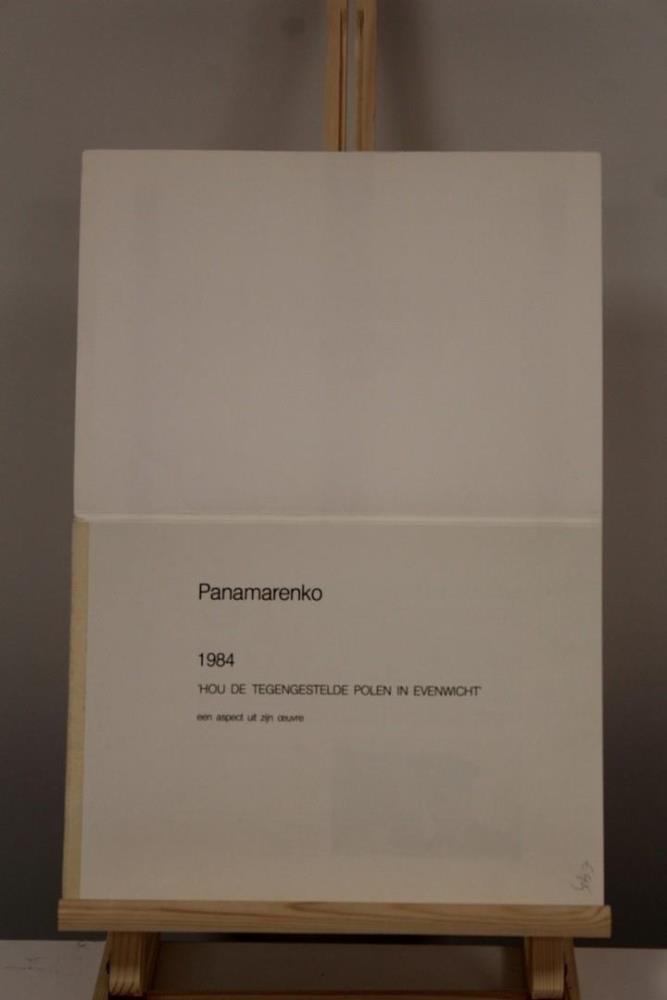 Panamarenko
1984
'HOU DE TEGENGESTELDE POLEN IN EVENWICHT'
een aspect uit zijn œuvre